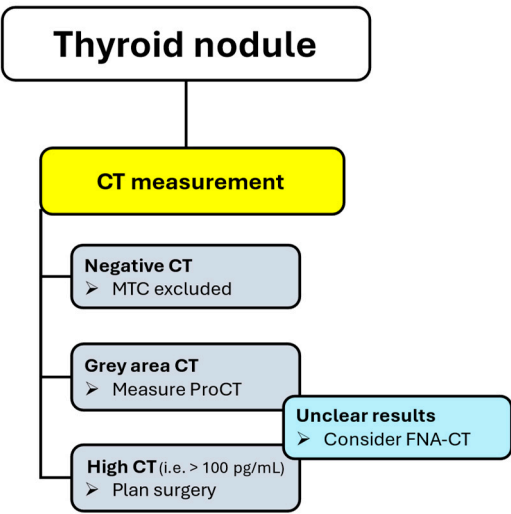 Thyroid nodule
CT measurement
Negative CT
➢ MTC excluded
Grey area CT
➢ Measure ProCT
Unclear results
➢ Consider FNA-CT
High CT (i.e. > 100 pg/mL)
➢ Plan surgery